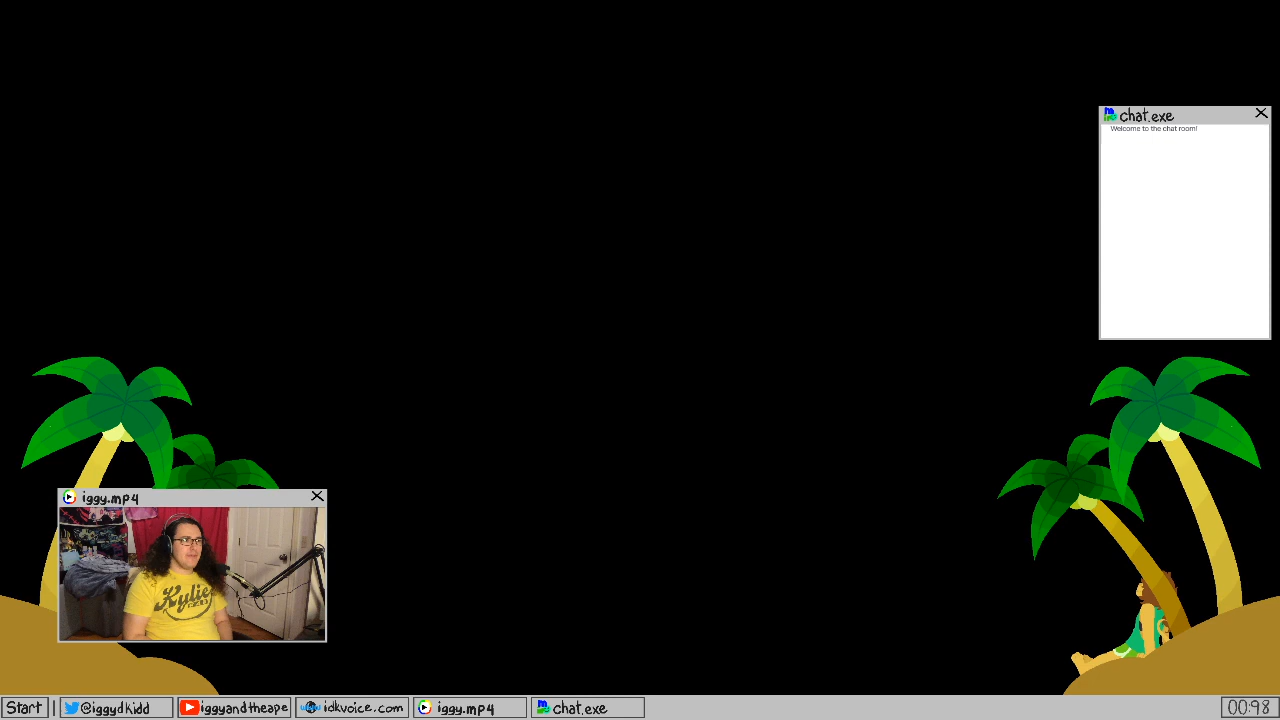 chat.exe
Welcome to the chat room!
iggy.mp4
Kylie
Start
@iggydkidd
iggyandtheape
www idkvoice.com
iggy.mp4
chat.exe
00:98